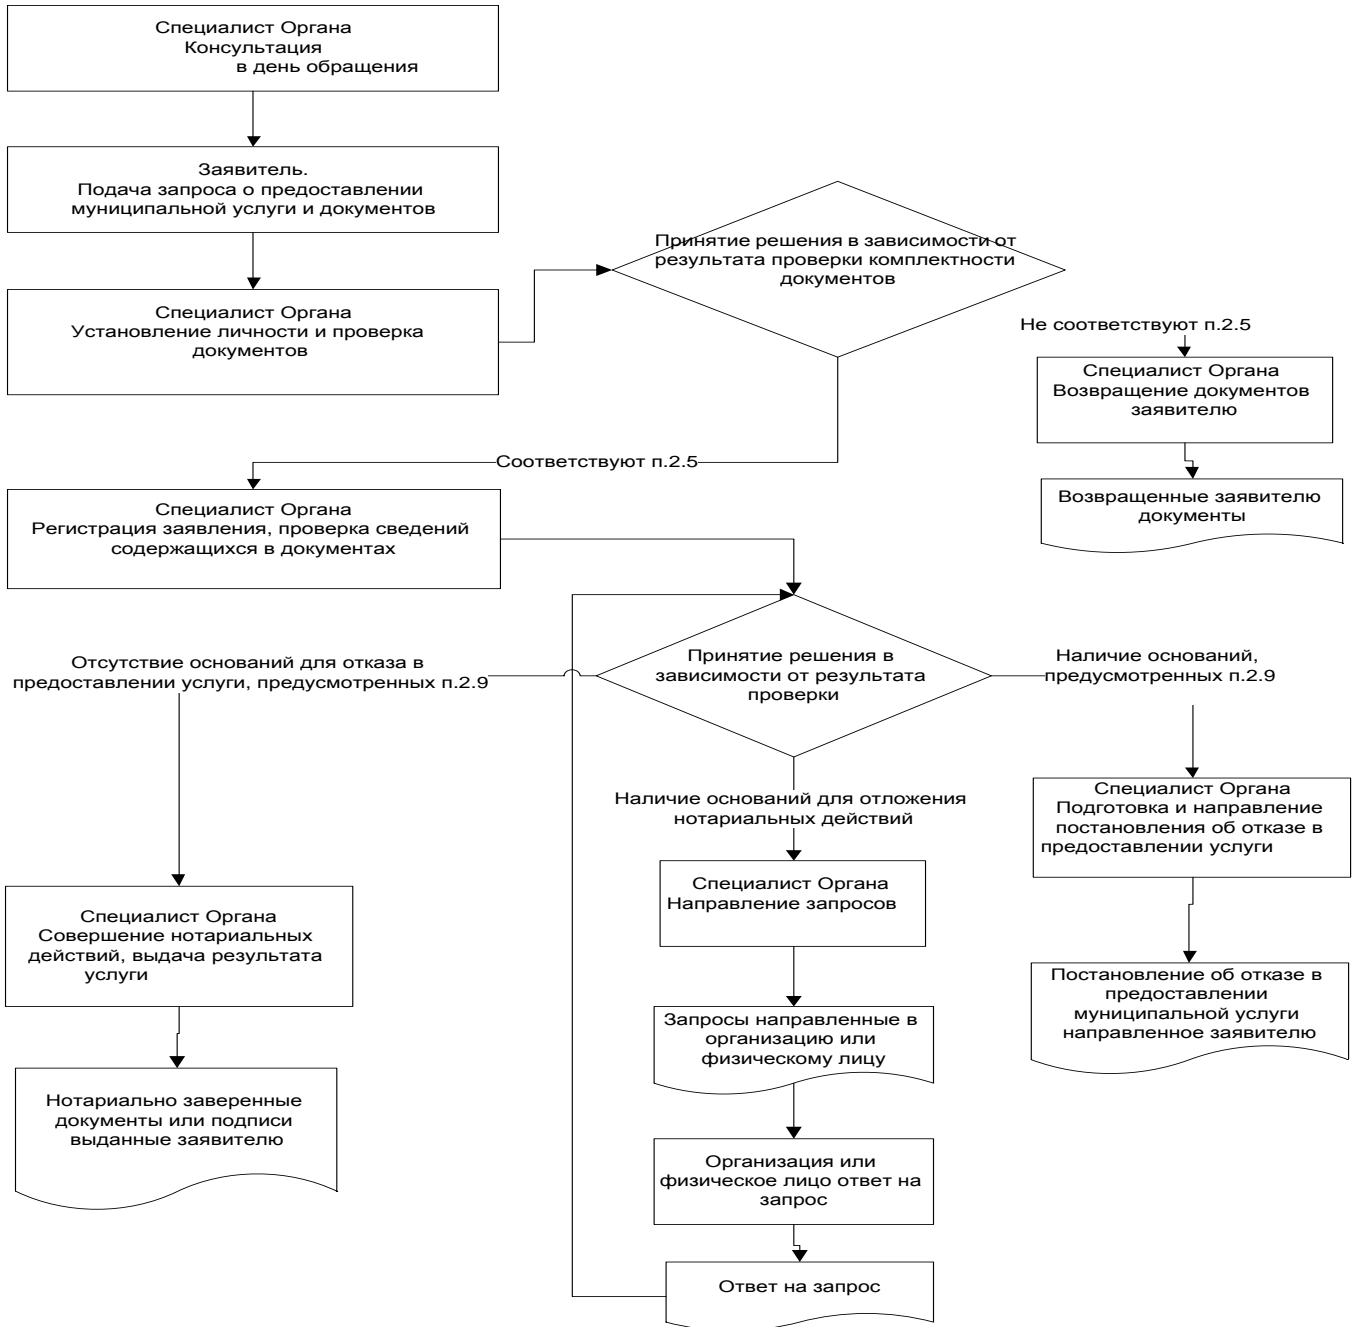 Специалист Органа
Консультация
в день обращения
Заявитель.
Подача запроса о предоставлении
муниципальной услуги и документов
Специалист Органа
Установление личности и проверка
документов
Принятие решения в зависимости от
результата проверки комплектности
документов
Не соответствуют п.2.5
Специалист Органа
Возвращение документов
заявителю
Возвращенные заявителю
документы
Соответствуют п.2.5
Специалист Органа
Регистрация заявления, проверка сведений
содержащихся в документах
Принятие решения в
зависимости от результата
проверки
Отсутствие оснований для отказа в
предоставлении услуги, предусмотренных п.2.9
Наличие оснований,
предусмотренных п.2.9
Наличие оснований для отложения
нотариальных действий
Специалист Органа
Подготовка и направление
постановления об отказе в
предоставлении услуги
Специалист Органа
Направление запросов
Специалист Органа
Совершение нотариальных
действий, выдача результата
услуги
Постановление об отказе в
предоставлении
муниципальной услуги
направленное заявителю
Запросы направленные в
организацию или
физическому лицу
Нотариально заверенные
документы или подписи
выданные заявителю
Организация или
физическое лицо ответ на
запрос
Ответ на запрос